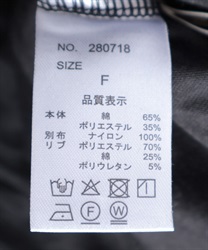 NO. 280718
SIZE
F
品質表示
本体 綿 65%
ポリエステル 35%
別布 ナイロン 100%
リブ ポリエステル 70%
綿 25%
ポリウレタン 5%
F W